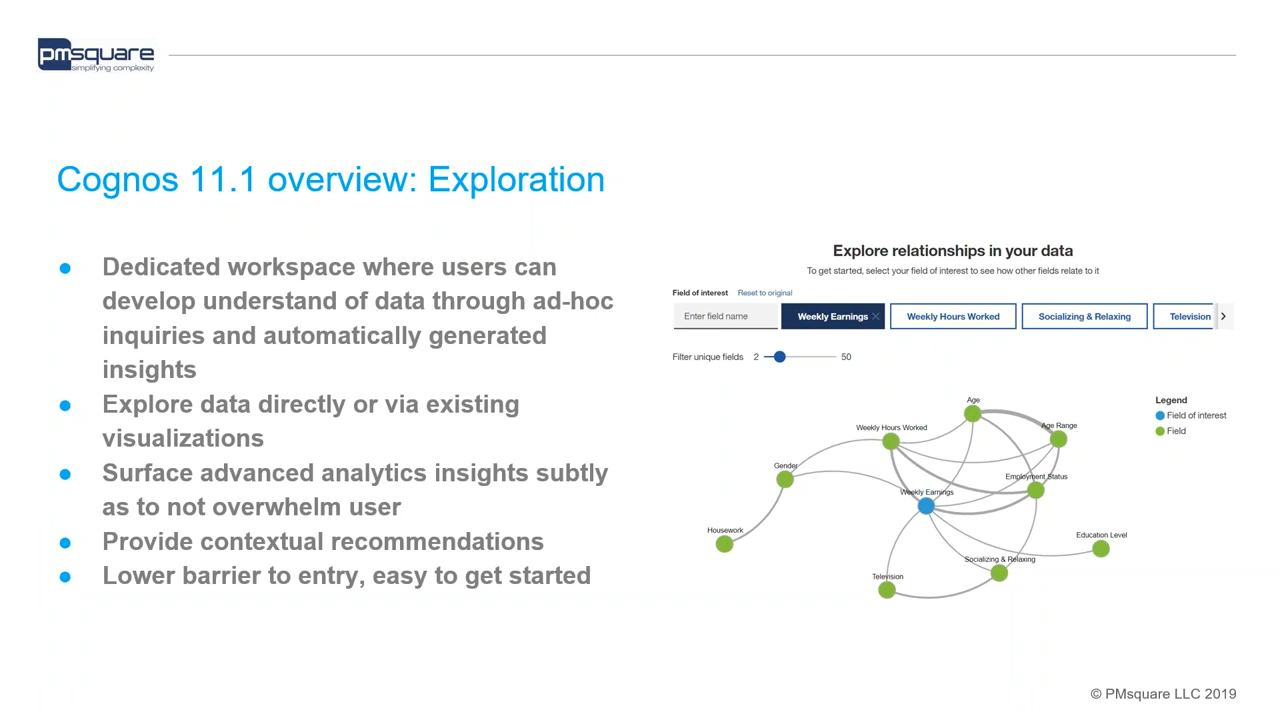 pmsquare
simplifying complexity
Cognos 11.1 overview: Exploration
● Dedicated workspace where users can
develop understand of data through ad-hoc
inquiries and automatically generated
insights
● Explore data directly or via existing
visualizations
● Surface advanced analytics insights subtly
as to not overwhelm user
● Provide contextual recommendations
● Lower barrier to entry, easy to get started
Explore relationships in your data
To get started, select your field of interest to see how other fields relate to it
Field of interest Reset to original
Enter field name Weekly Earnings × Weekly Hours Worked Socializing & Relaxing Television >
Filter unique fields 2 50
Legend
Field of interest
Field
Age
Weekly Hours Worked
Age Range
Gender
Employment Status
Weekly Earnings
Housework
Education Level
Socializing & Relaxing
Television
© PMsquare LLC 2019